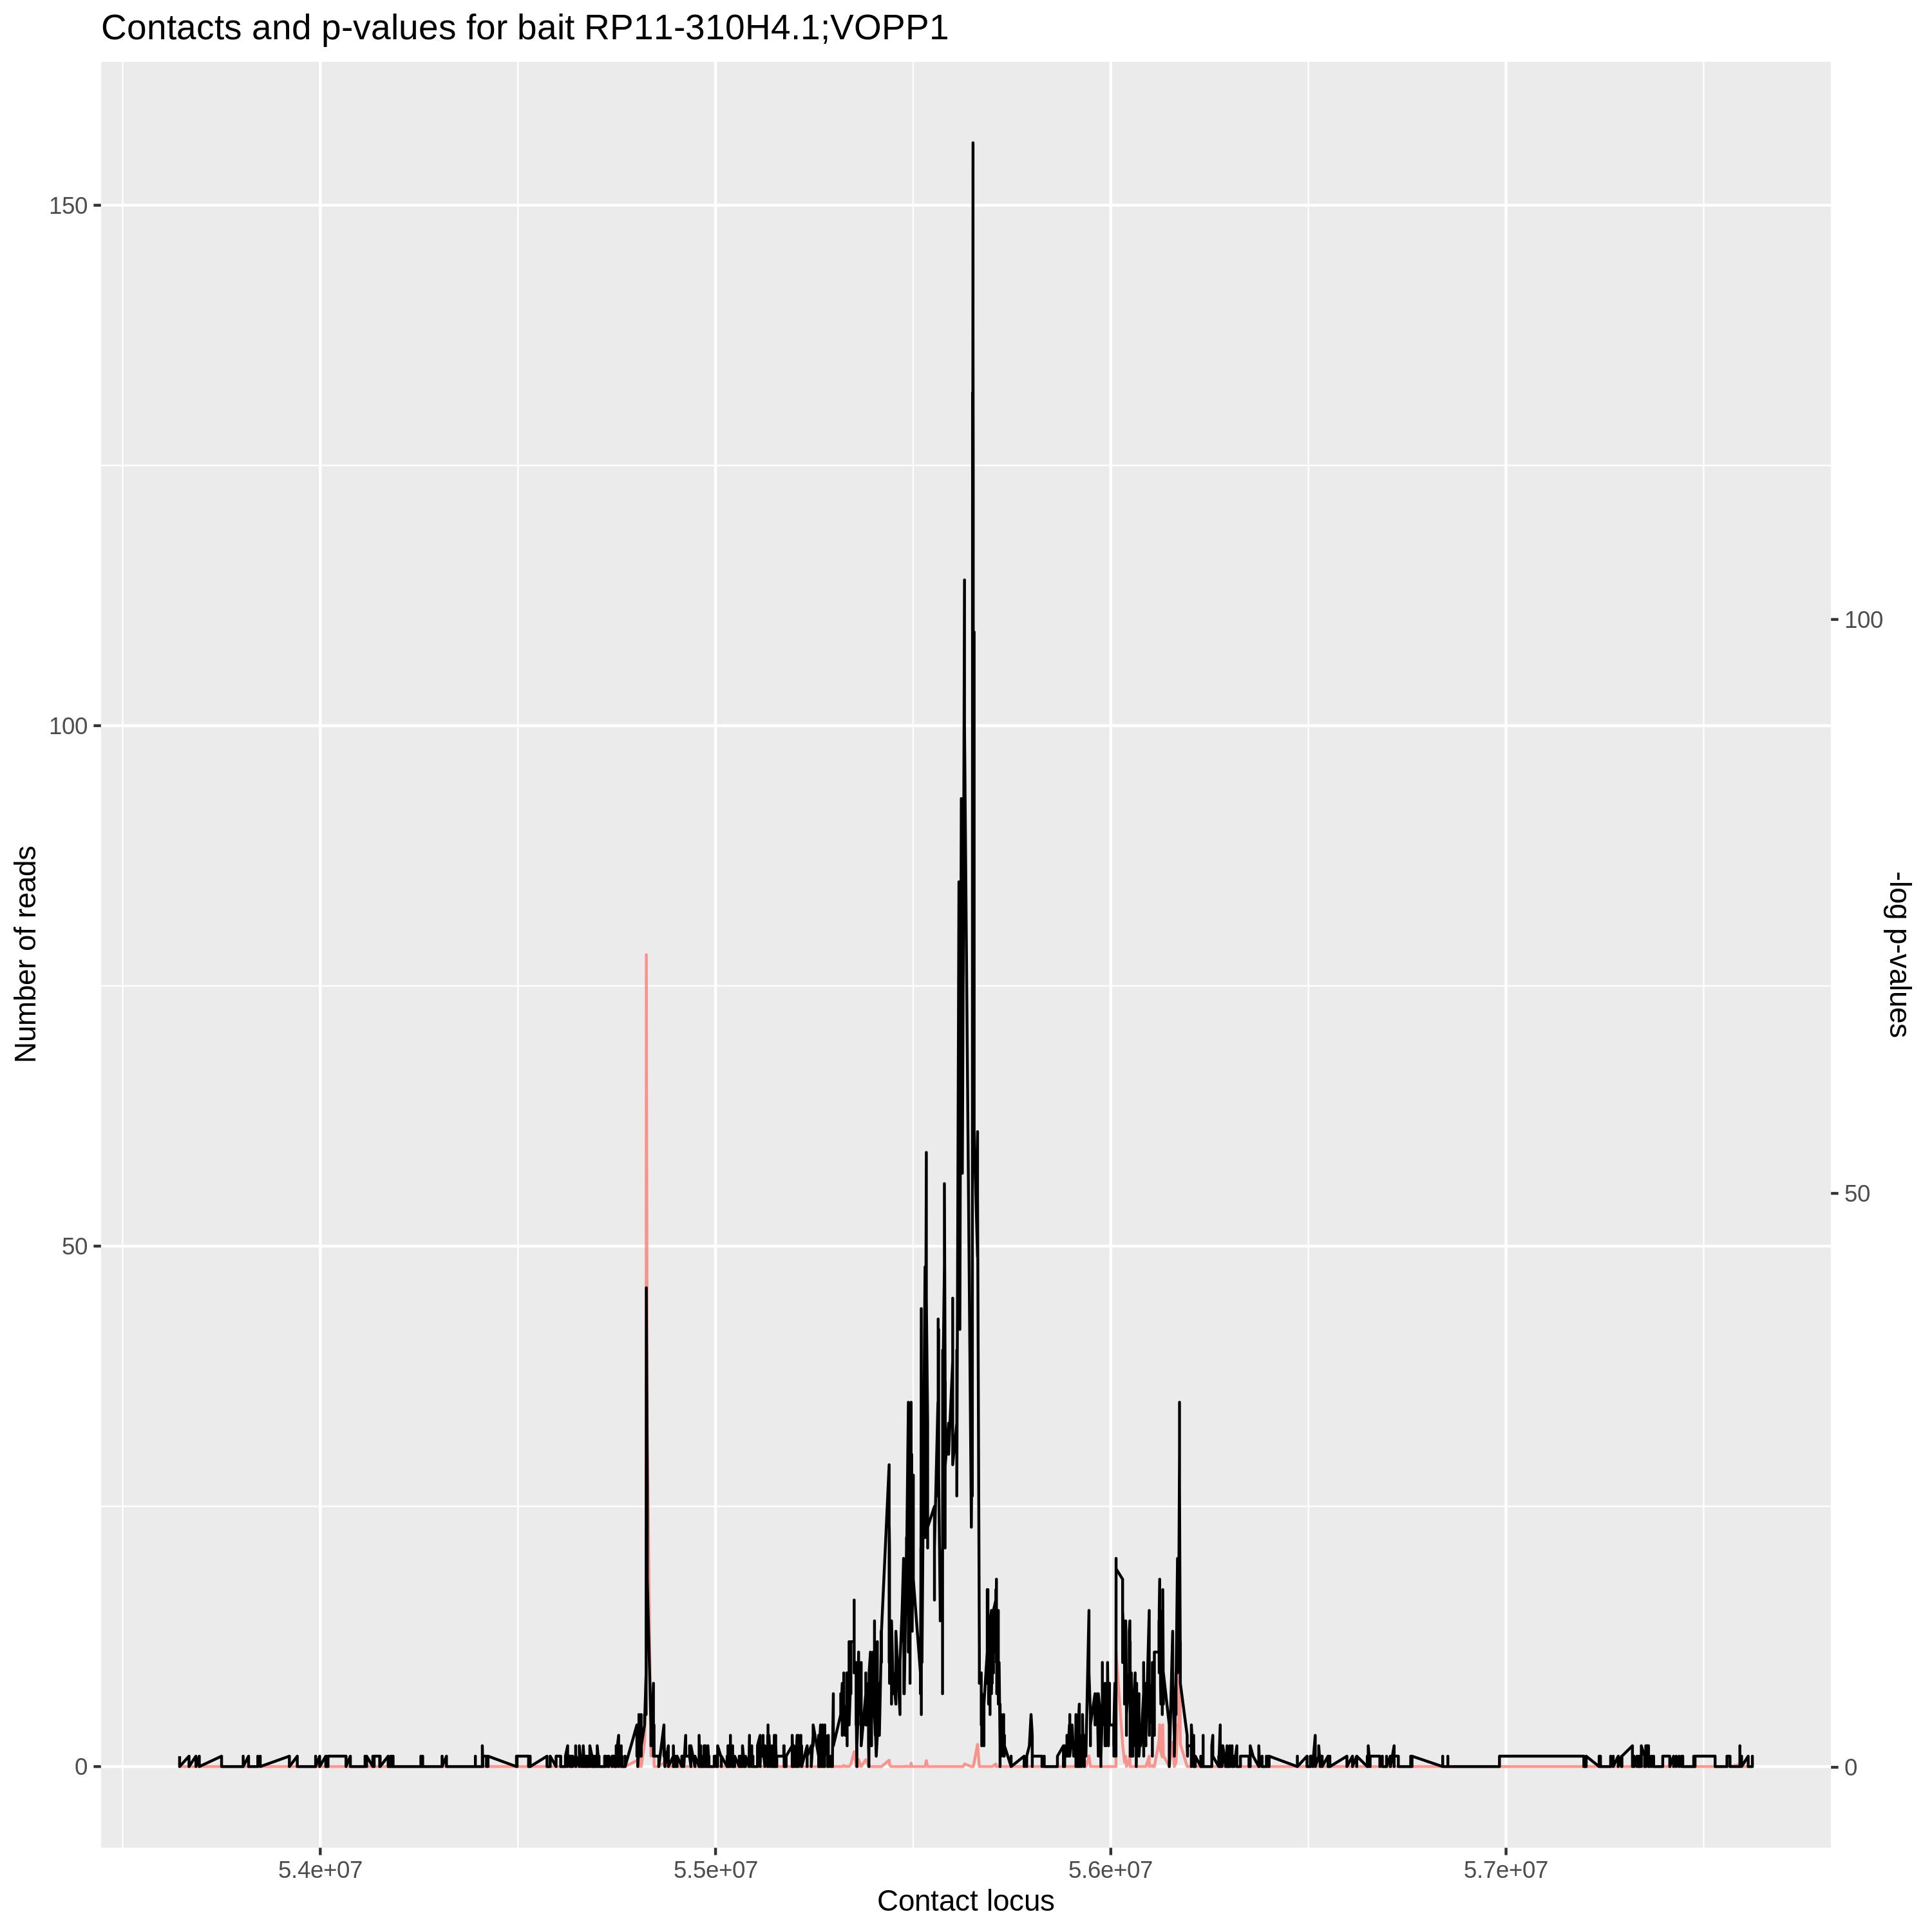 Contacts and p-values for bait RP11-310H4.1;VOPP1
150
100
50
0
Number of reads
100
50
0
-log p-values
5.4e+07
5.5e+07
5.6e+07
5.7e+07
Contact locus